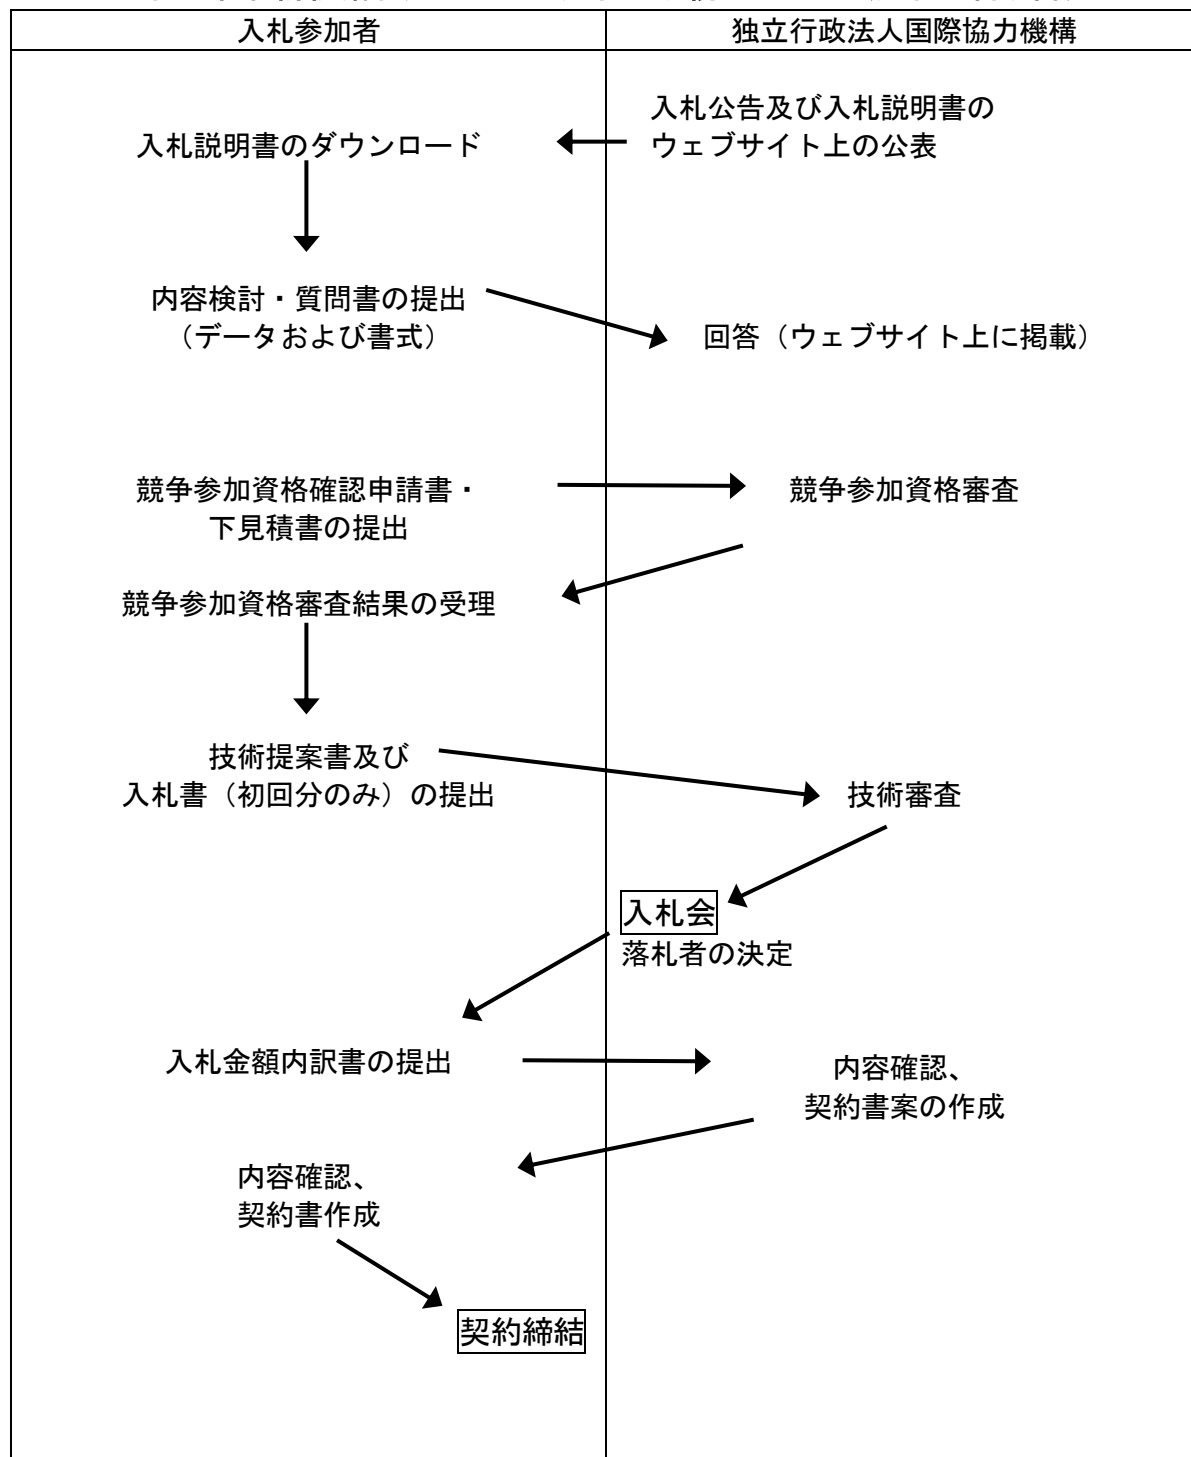 入札参加者
独立行政法人国際協力機構
入札公告及び入札説明書の
ウェブサイト上の公表
入札説明書のダウンロード
内容検討・質問書の提出
（データおよび書式）
回答（ウェブサイト上に掲載）
競争参加資格確認申請書・
下見積書の提出
競争参加資格審査
競争参加資格審査結果の受理
技術提案書及び
入札書（初回分のみ）の提出
技術審査
入札会
落札者の決定
入札金額内訳書の提出
内容確認、
契約書案の作成
内容確認、
契約書作成
契約締結